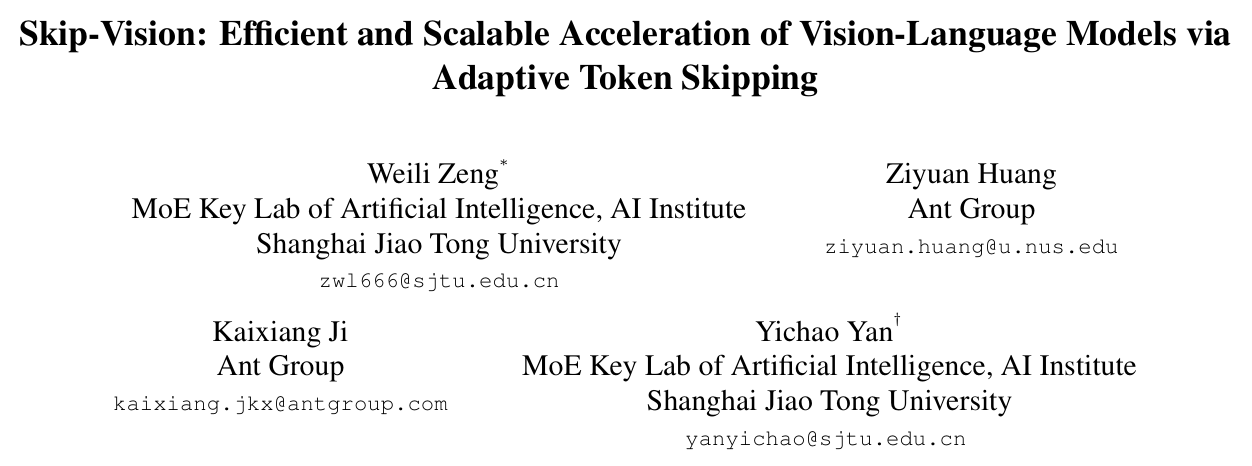 Skip-Vision: Efficient and Scalable Acceleration of Vision-Language Models via
Adaptive Token Skipping
Weili Zeng*
MoE Key Lab of Artificial Intelligence, AI Institute
Shanghai Jiao Tong University
zwl666@sjtu.edu.cn
Ziyuan Huang
Ant Group
ziyuan.huang@u.nus.edu
Kaixiang Ji
Ant Group
kaixiang.jkx@antgroup.com
Yichao Yan†
MoE Key Lab of Artificial Intelligence, AI Institute
Shanghai Jiao Tong University
yanyichao@sjtu.edu.cn